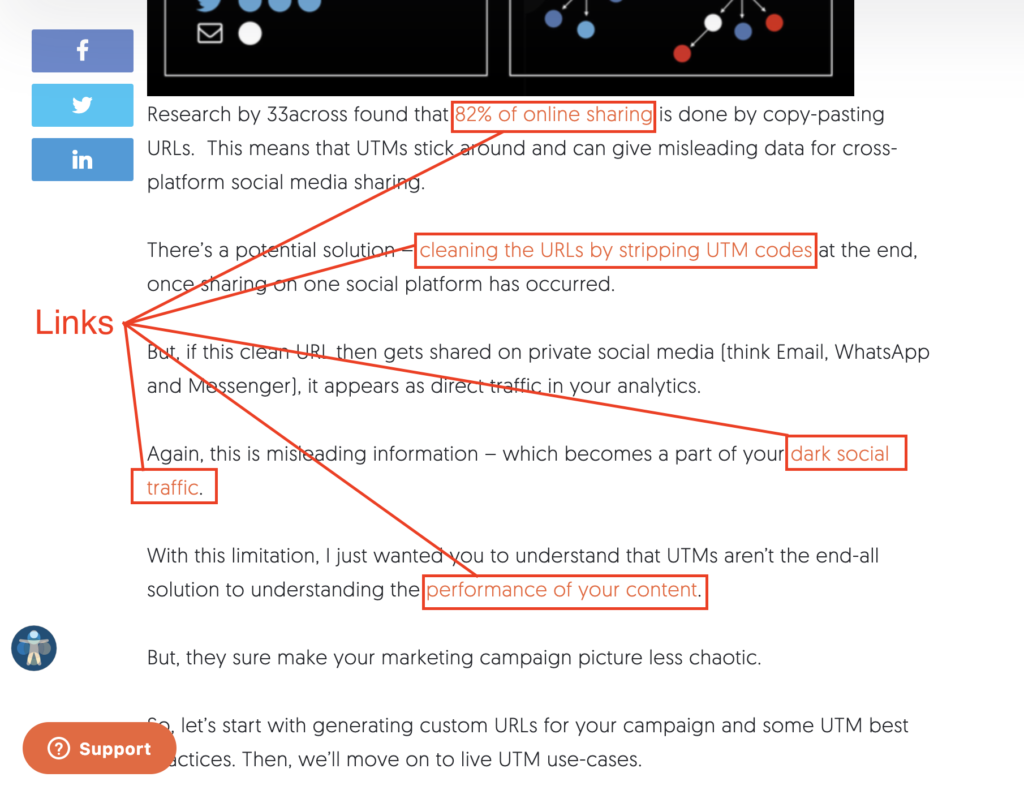 Research by 33across found that 82% of online sharing is done by copy-pasting
URLs. This means that UTMs stick around and can give misleading data for cross-
platform social media sharing.
There's a potential solution – cleaning the URLs by stripping UTM codes at the end,
once sharing on one social platform has occurred.
Links
But, if this clean URL then gets shared on private social media (think Email, WhatsApp
and Messenger), it appears as direct traffic in your analytics.
Again, this is misleading information – which becomes a part of your dark social
traffic.
With this limitation, I just wanted you to understand that UTMs aren't the end-all
solution to understanding the performance of your content.
But, they sure make your marketing campaign picture less chaotic.
So, let's start with generating custom URLs for your campaign and some UTM best
Support
actices. Then, we'll move on to live UTM use-cases.